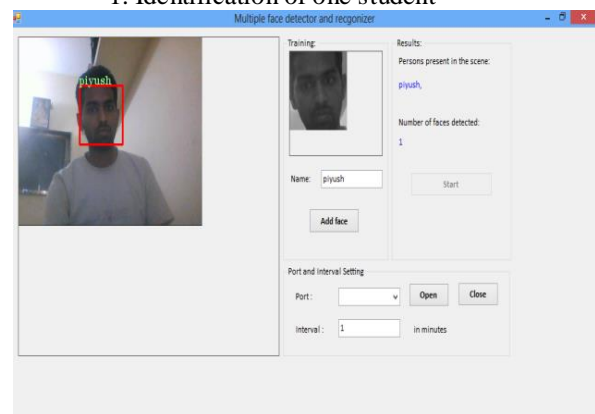 1. Identification of one student
Multiple face detector and recgonizer
piyush
Training:
Name: piyush
Add face
Results:
Persons present in the scene:
piyush,
Number of faces detected:
1
Start
Port and Interval Setting
Port :
Open
Close
Interval : 1 in minutes